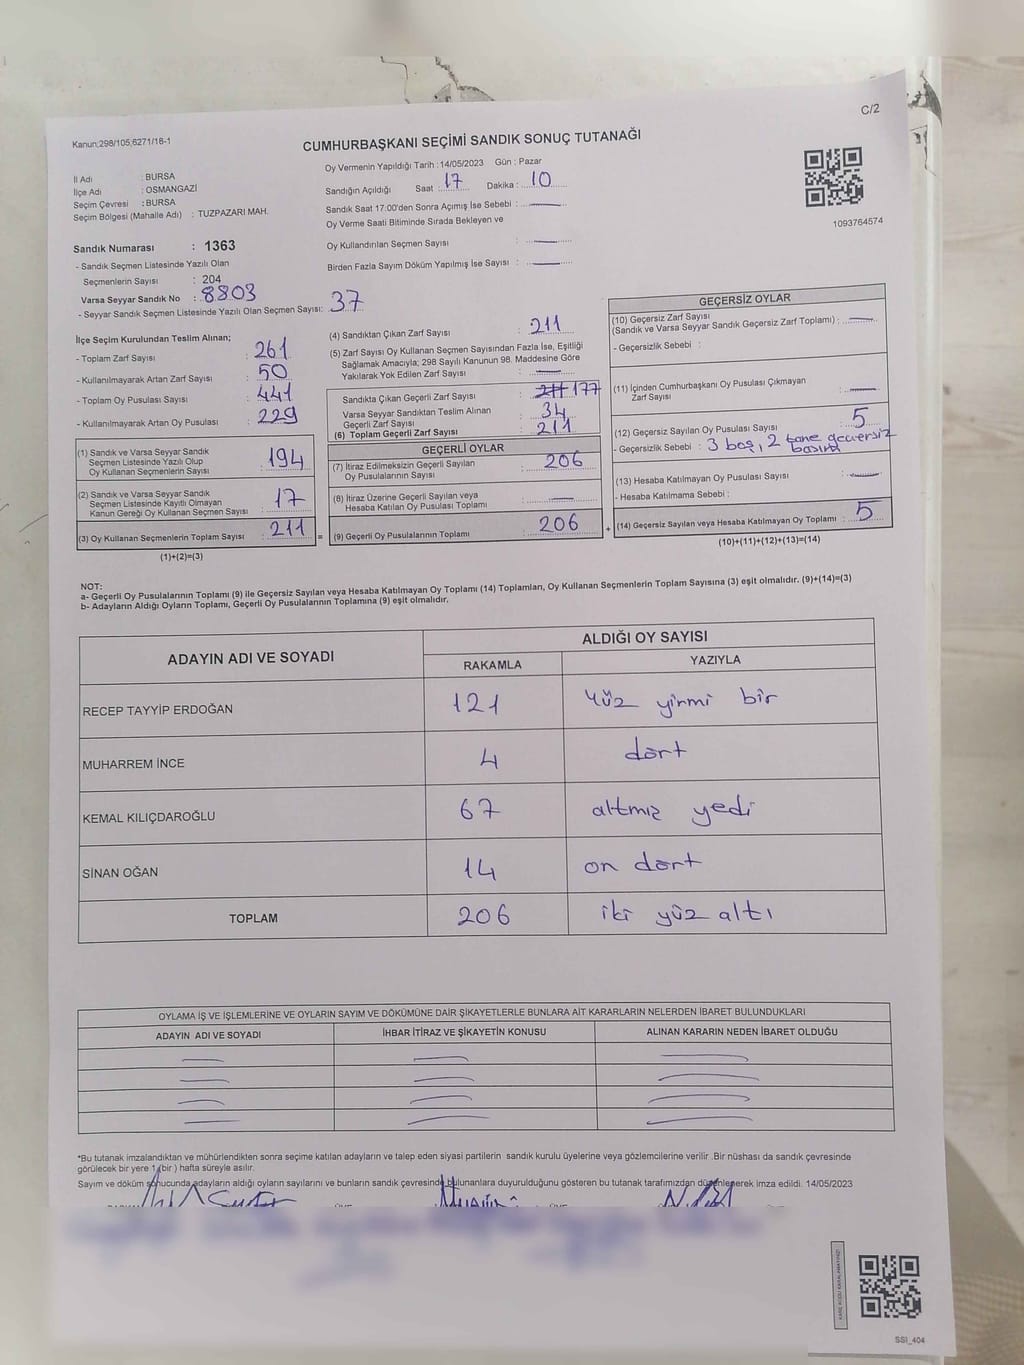 C/2
Kanun;298/105;6271/16-1
CUMHURBAŞKANI SEÇİMİ SANDIK SONUÇ TUTANAĞI
İl Adı : BURSA
İlçe Adı : OSMANGAZİ
Seçim Çevresi : BURSA
Seçim Bölgesi (Mahalle Adı) : TUZPAZARI MAH.
Oy Vermenin Yapıldığı Tarih : 14/05/2023 Gün : Pazar
Sandığın Açıldığı Saat : 17 Dakika : 10
Sandık Saat 17:00'den Sonra Açımış İse Sebebi :
Oy Verme Saati Bitiminde Sırada Bekleyen ve
Oy Kullandırılan Seçmen Sayısı :
Birden Fazla Sayım Döküm Yapılmış İse Sayısı :
1093764574
Sandık Numarası : 1363
- Sandık Seçmen Listesinde Yazılı Olan
Seçmenlerin Sayısı : 204
Varsa Seyyar Sandık No : 8803
- Seyyar Sandık Seçmen Listesinde Yazılı Olan Seçmen Sayısı: 37
İlçe Seçim Kurulundan Teslim Alınan;
- Toplam Zarf Sayısı : 261
- Kullanılmayarak Artan Zarf Sayısı : 50
- Toplam Oy Pusulası Sayısı : 441
- Kullanılmayarak Artan Oy Pusulası : 229
(1) Sandık ve Varsa Seyyar Sandık
Seçmen Listesinde Yazılı Olup
Oy Kullanan Seçmenlerin Sayısı : 194
(2) Sandık ve Varsa Seyyar Sandık
Seçmen Listesinde Kayıtlı Olmayan
Kanun Gereği Oy Kullanan Seçmen Sayısı : 17
(3) Oy Kullanan Seçmenlerin Toplam Sayısı : 211
(1)+(2)=(3)
(4) Sandıktan Çıkan Zarf Sayısı : 211
(5) Zarf Sayısı Oy Kullanan Seçmen Sayısından Fazla İse, Eşitliği
Sağlamak Amacıyla; 298 Sayılı Kanunun 98. Maddesine Göre
Yakılarak Yok Edilen Zarf Sayısı :
Sandıkta Çıkan Geçerli Zarf Sayısı : 211 177
Varsa Seyyar Sandıktan Teslim Alınan
Geçerli Zarf Sayısı : 34
(6) Toplam Geçerli Zarf Sayısı : 211
=
GEÇERLİ OYLAR
(7) İtiraz Edilmeksizin Geçerli Sayılan
Oy Pusulalarının Sayısı : 206
(8) İtiraz Üzerine Geçerli Sayılan veya
Hesaba Katılan Oy Pusulası Toplamı :
(9) Geçerli Oy Pusulalarının Toplamı : 206
+
GEÇERSİZ OYLAR
(10) Geçersiz Zarf Sayısı
(Sandık ve Varsa Seyyar Sandık Geçersiz Zarf Toplamı) :
- Geçersizlik Sebebi :
(11) İçinden Cumhurbaşkanı Oy Pusulası Çıkmayan
Zarf Sayısı :
(12) Geçersiz Sayılan Oy Pusulası Sayısı : 5
- Geçersizlik Sebebi : 3 boş, 2 tane geçersiz
(13) Hesaba Katılmayan Oy Pusulası Sayısı :
- Hesaba Katılmama Sebebi :
(14) Geçersiz Sayılan veya Hesaba Katılmayan Oy Toplamı : 5
(10)+(11)+(12)+(13)=(14)
NOT:
a- Geçerli Oy Pusulalarının Toplamı (9) ile Geçersiz Sayılan veya Hesaba Katılmayan Oy Toplamı (14) Toplamları, Oy Kullanan Seçmenlerin Toplam Sayısına (3) eşit olmalıdır. (9)+(14)=(3)
b- Adayların Aldığı Oyların Toplamı, Geçerli Oy Pusulalarının Toplamına (9) eşit olmalıdır.
ADAYIN ADI VE SOYADI ALDIĞI OY SAYISI
RAKAMLA YAZIYLA
RECEP TAYYİP ERDOĞAN 121 Yüz yirmi bir
MUHARREM İNCE 4 dört
KEMAL KILIÇDAROĞLU 67 altmız yedi
SİNAN OĞAN 14 on dört
TOPLAM 206 iki yüz altı
OYLAMA İŞ VE İŞLEMLERİNE VE OYLARIN SAYIM VE DÖKÜMÜNE DAİR ŞİKAYETLERLE BUNLARA AİT KARARLARIN NELERDEN İBARET BULUNDUKLARI
ADAYIN ADI VE SOYADI İHBAR İTİRAZ VE ŞİKAYETİN KONUSU ALINAN KARARIN NEDEN İBARET OLDUĞU
*Bu tutanak imzalandıktan ve mühürlendikten sonra seçime katılan adayların ve talep eden siyasi partilerin sandık kurulu üyelerine veya gözlemcilerine verilir .Bir nüshası da sandık çevresinde
görülecek bir yere 1 (bir ) hafta süreyle asılır.
Sayım ve döküm sonucunda,adayların aldığı oyların sayılarını ve bunların sandık çevresinde bulunanlara duyurulduğunu gösteren bu tutanak tarafımızdan düzenlenerek imza edildi. 14/05/2023
SSI_404